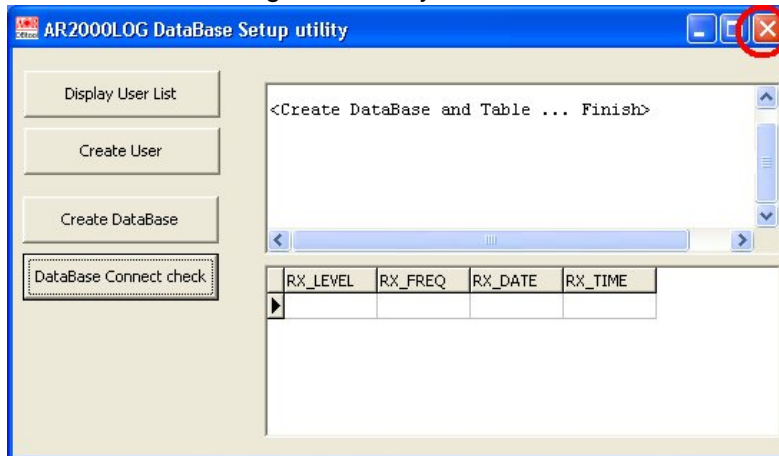 AR2000LOG DataBase Setup utility
Display User List
Create User
Create DataBase
DataBase Connect check
<Create DataBase and Table ... Finish>
RX_LEVEL RX_FREQ RX_DATE RX_TIME